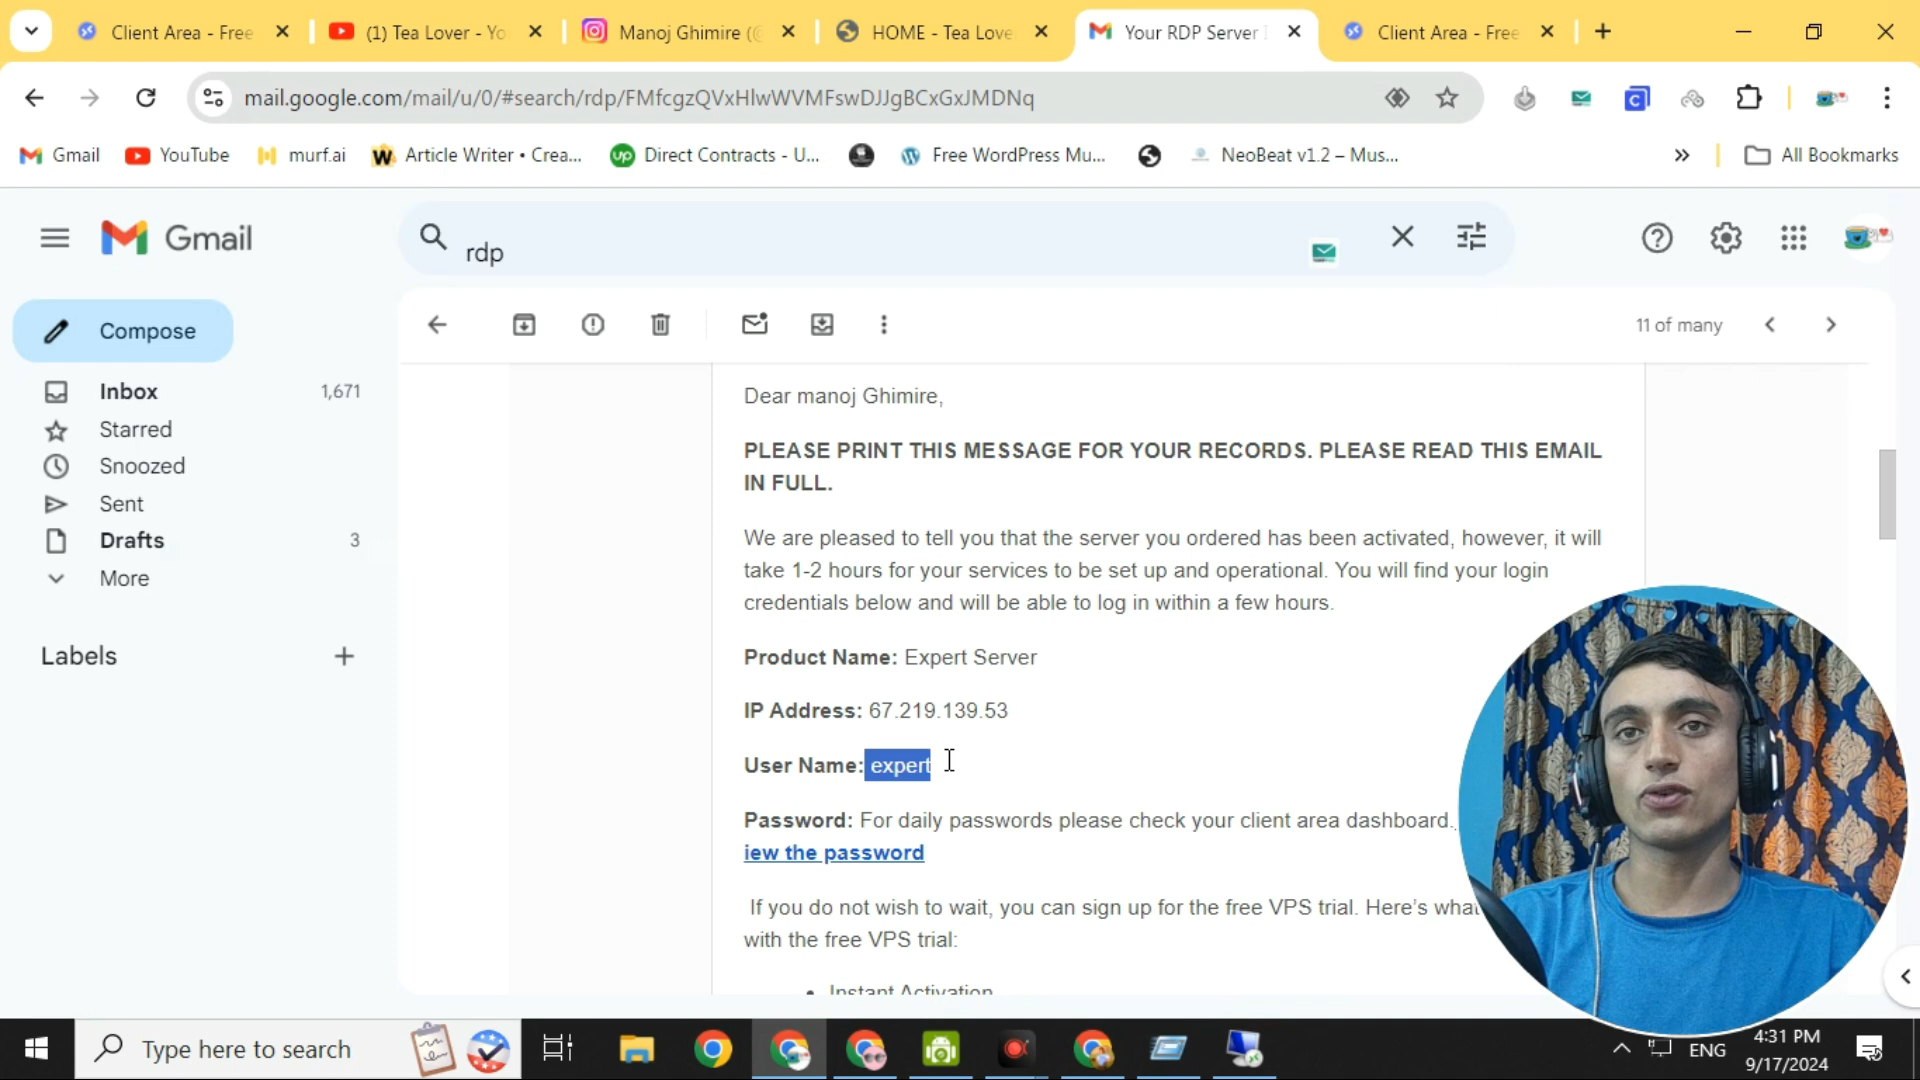 Client Area - Free
(1) Tea Lover - Yo
Manoj Ghimire (@
HOME - Tea Love
Your RDP Server I
Client Area - Free
mail.google.com/mail/u/0/#search/rdp/FMfcgzQVxHlwWVMFswDJJgBCxGxJMDNq
Gmail
YouTube
murf.ai
Article Writer • Crea...
Direct Contracts - U...
Free WordPress Mu...
NeoBeat v1.2 – Mus...
All Bookmarks
Gmail
rdp
Compose
11 of many
Inbox 1,671
Starred
Snoozed
Sent
Drafts 3
More
Labels
Dear manoj Ghimire,
PLEASE PRINT THIS MESSAGE FOR YOUR RECORDS. PLEASE READ THIS EMAIL
IN FULL.
We are pleased to tell you that the server you ordered has been activated, however, it will
take 1-2 hours for your services to be set up and operational. You will find your login
credentials below and will be able to log in within a few hours.
Product Name: Expert Server
IP Address: 67.219.139.53
User Name: expert
Password: For daily passwords please check your client area dashboard.
iew the password
If you do not wish to wait, you can sign up for the free VPS trial. Here's what
with the free VPS trial:
• Instant Activation
Type here to search
ENG
4:31 PM
9/17/2024